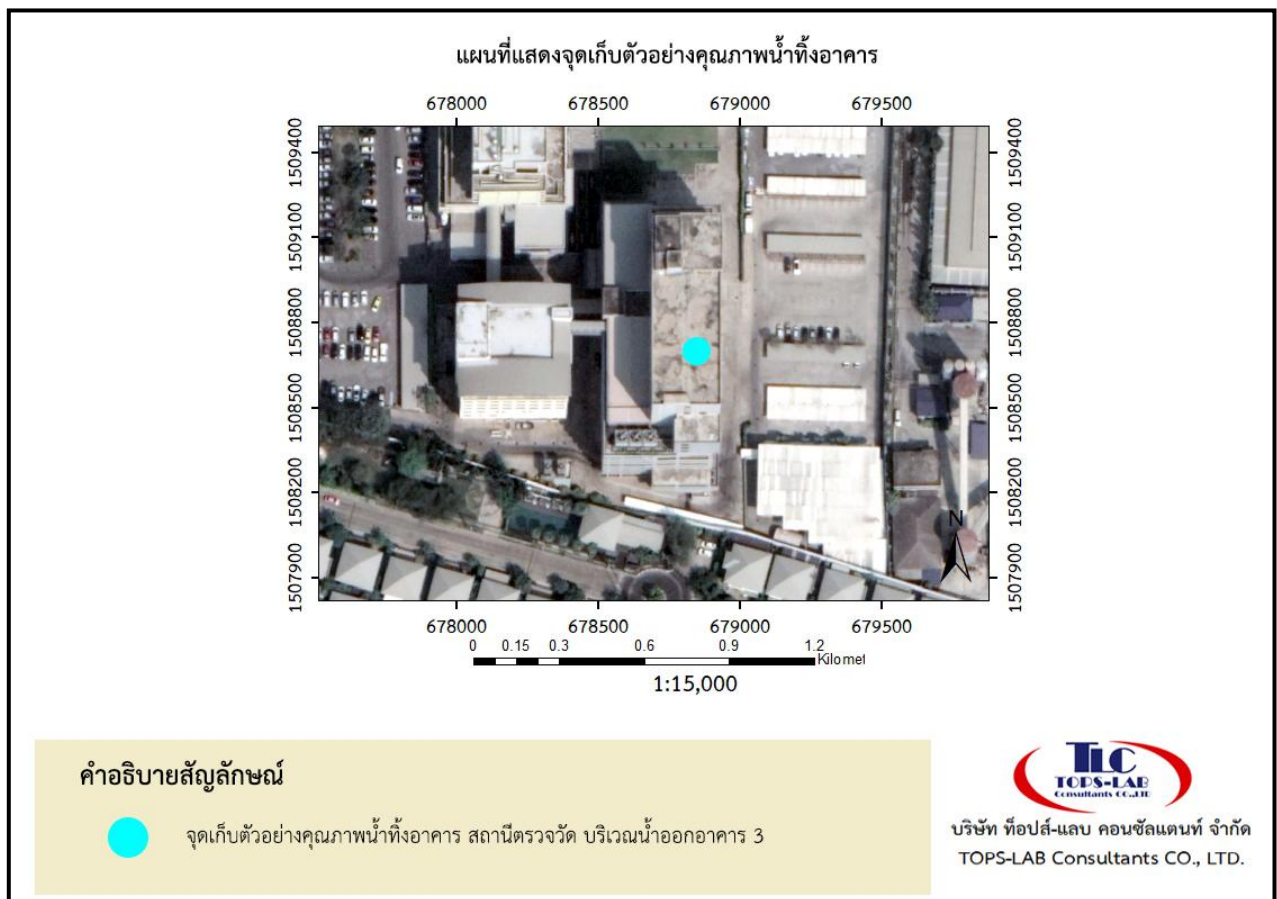 แผนที่แสดงจุดเก็บตัวอย่างคุณภาพน้ำทิ้งอาคาร
678000 678500 679000 679500
1509400 1509400
1509100 1509100
1508800 1508800
1508500 1508500
1508200 1508200
N
1507900 1507900
678000 678500 679000 679500
0 0.15 0.3 0.6 0.9 1.2
Kilomet
1:15,000
คำอธิบายสัญลักษณ์
จุดเก็บตัวอย่างคุณภาพน้ำทิ้งอาคาร สถานีตรวจวัด บริเวณน้ำออกอาคาร 3
TLC
TOPS-LAB
Consultants CO.,LTD
บริษัท ท็อปส์-แลบ คอนซัลแตนท์ จำกัด
TOPS-LAB Consultants CO., LTD.